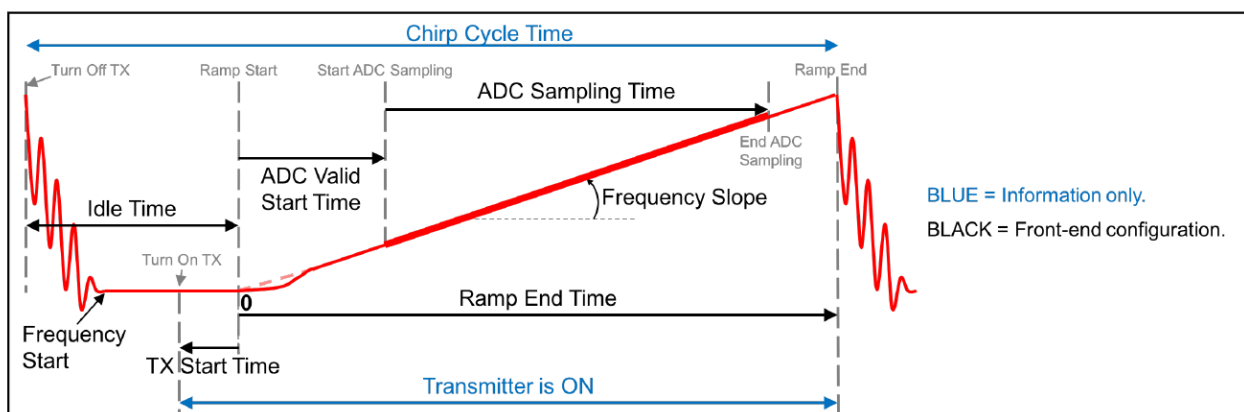 Chirp Cycle Time
Turn Off TX
Ramp Start
Start ADC Sampling
Ramp End
ADC Sampling Time
End ADC
Sampling
ADC Valid
Start Time
Frequency Slope
Idle Time
BLUE = Information only.
BLACK = Front-end configuration.
Turn On TX
0
Ramp End Time
Frequency
Start
TX Start Time
Transmitter is ON